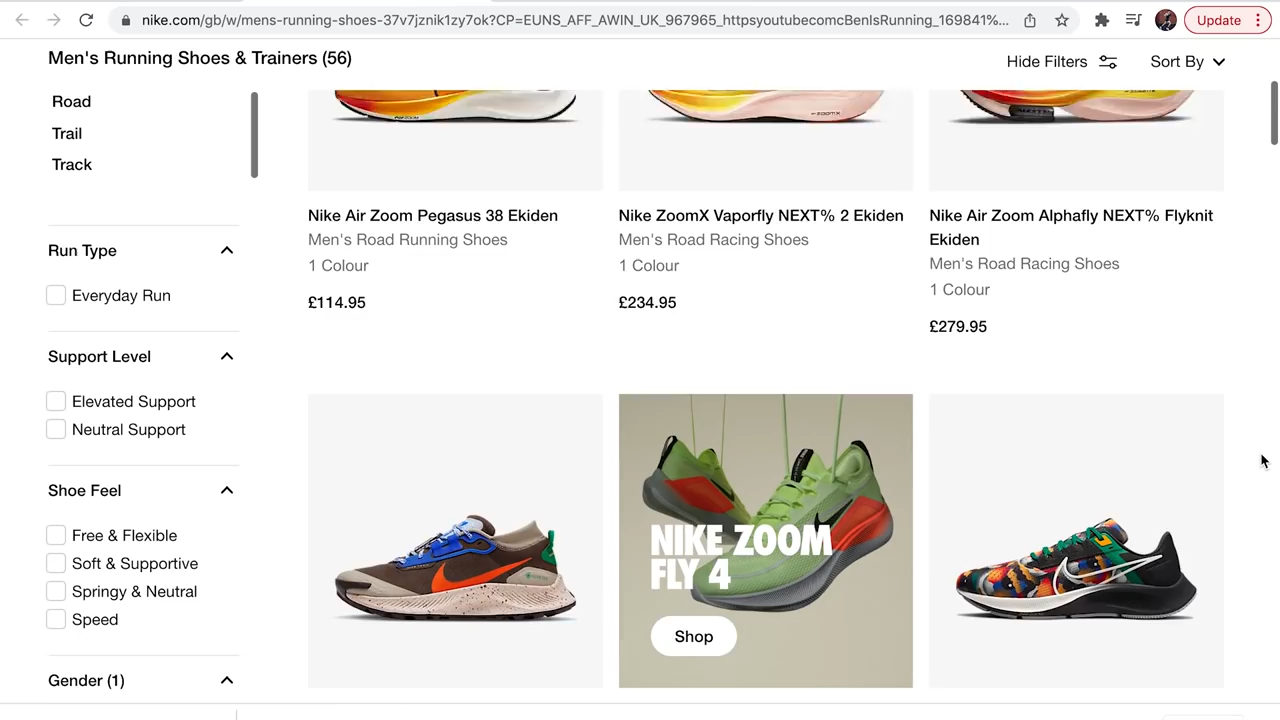 nike.com/gb/w/mens-running-shoes-37v7jznik1zy7ok?CP=EUNS_AFF_AWIN_UK_967965_httpsyoutubecomcBenIsRunning_169841%...
Update
Men's Running Shoes & Trainers (56)
Hide Filters
Sort By
Road
Trail
Track
Run Type
Everyday Run
Support Level
Elevated Support
Neutral Support
Shoe Feel
Free & Flexible
Soft & Supportive
Springy & Neutral
Speed
Gender (1)
Nike Air Zoom Pegasus 38 Ekiden
Men's Road Running Shoes
1 Colour
£114.95
Nike ZoomX Vaporfly NEXT% 2 Ekiden
Men's Road Racing Shoes
1 Colour
£234.95
Nike Air Zoom Alphafly NEXT% Flyknit
Ekiden
Men's Road Racing Shoes
1 Colour
£279.95
NIKE ZOOM
FLY 4
Shop